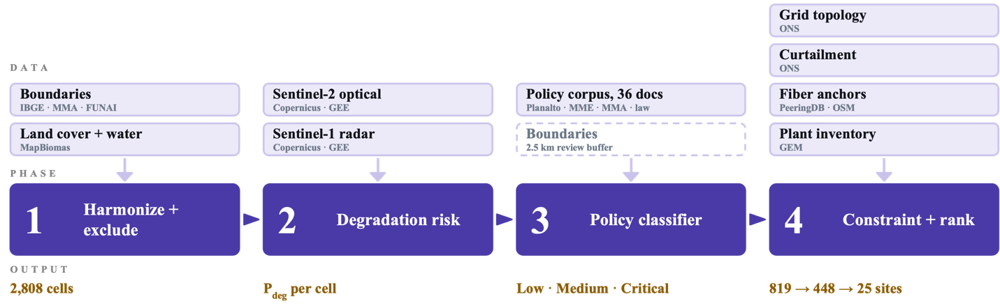 Grid topology
ONS
Curtailment
ONS
DATA
Boundaries
IBGE · MMA · FUNAI
Land cover + water
MapBiomas
Sentinel-2 optical
Copernicus · GEE
Sentinel-1 radar
Copernicus · GEE
Policy corpus, 36 docs
Planalto · MME · MMA · law
Boundaries
2.5 km review buffer
Fiber anchors
PeeringDB · OSM
Plant inventory
GEM
PHASE
1
Harmonize +
exclude
2
Degradation risk
3
Policy classifier
4
Constraint + rank
OUTPUT
2,808 cells
Pdeg per cell
Low · Medium · Critical
819 → 448 → 25 sites